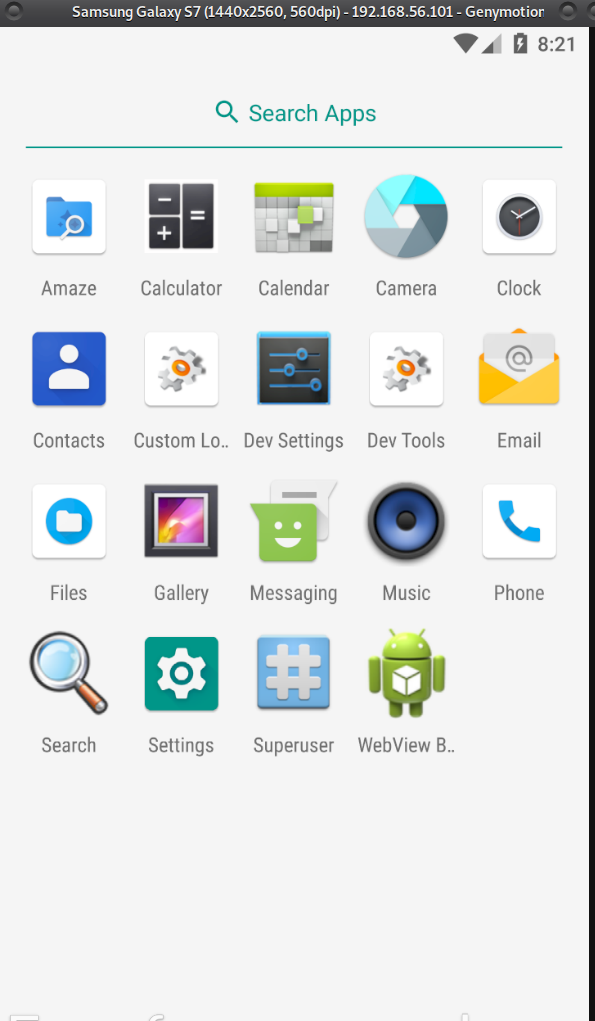 Samsung Galaxy S7 (1440x2560, 560dpi) - 192.168.56.101 - Genymotion
8:21
Search Apps
Amaze Calculator Calendar Camera Clock
Contacts Custom Lo.. Dev Settings Dev Tools Email
Files Gallery Messaging Music Phone
Search Settings Superuser WebView B..